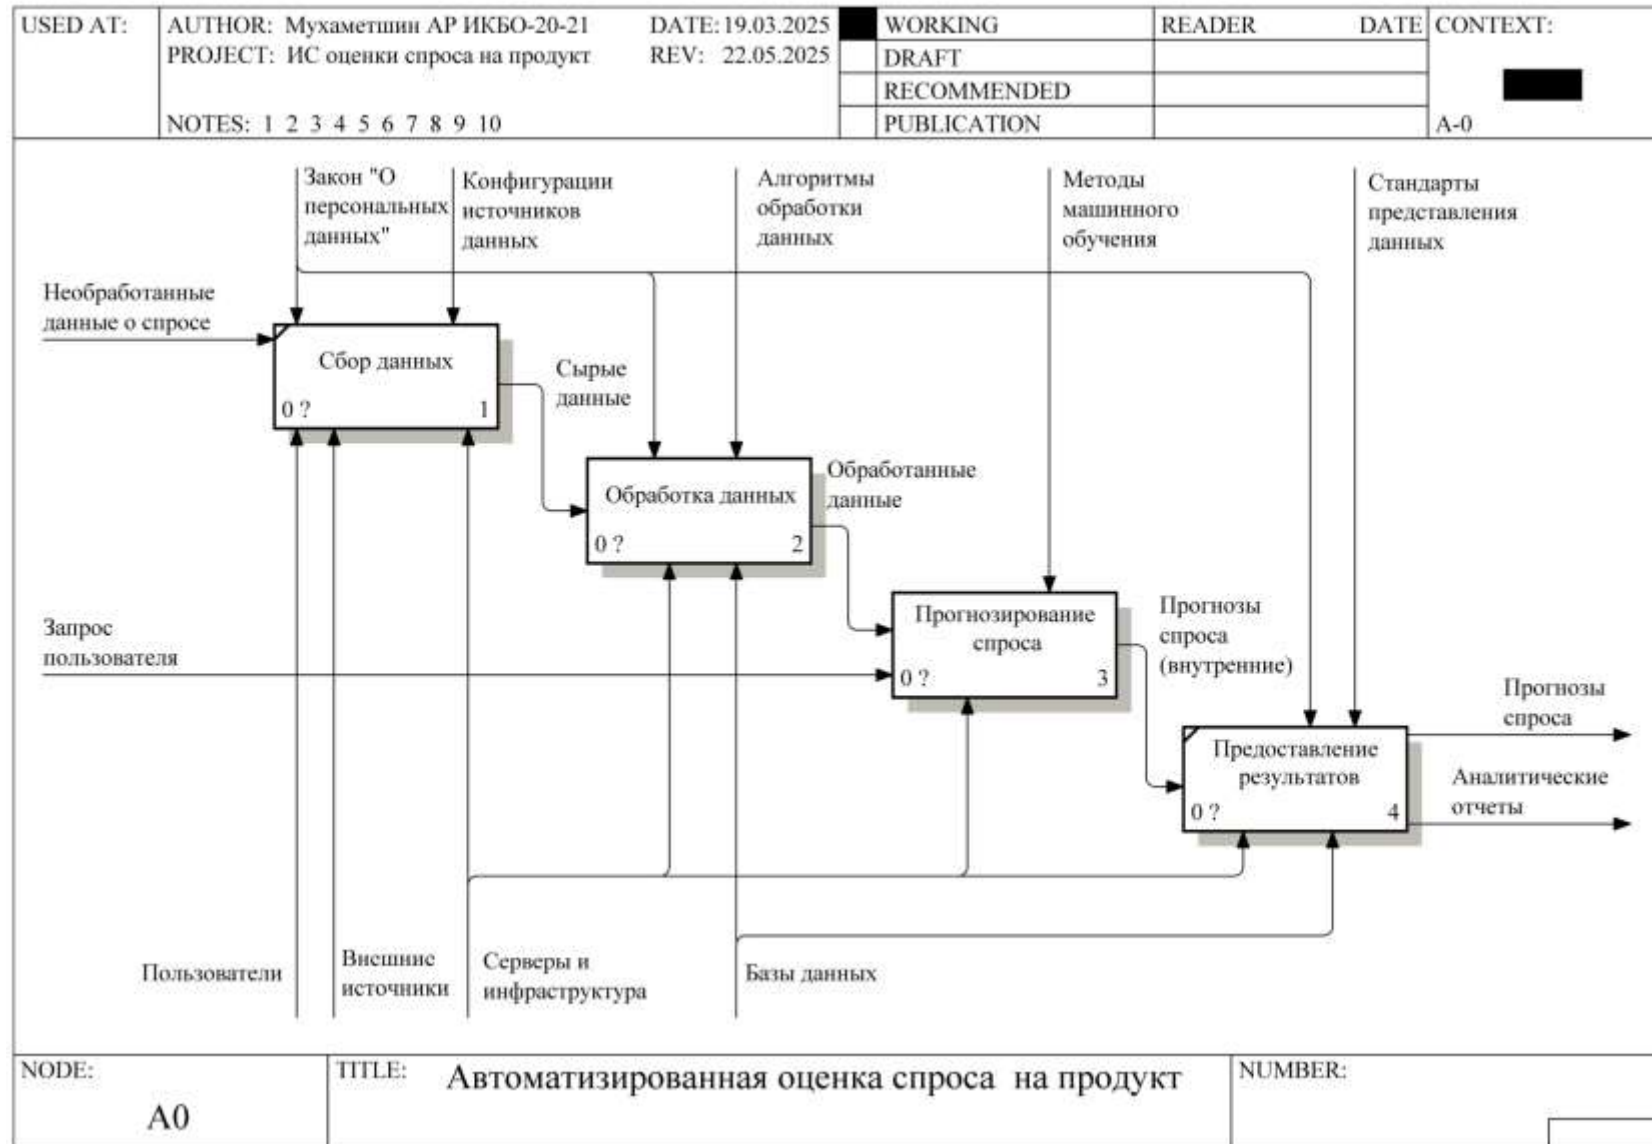 USED AT:
AUTHOR: Мухаметшин АР ИКБО-20-21
DATE: 19.03.2025
PROJECT: ИС оценки спроса на продукт
REV: 22.05.2025
NOTES: 1 2 3 4 5 6 7 8 9 10
WORKING
DRAFT
RECOMMENDED
PUBLICATION
READER
DATE
CONTEXT:
A-0
Закон "О
персональных
данных"
Конфигурации
источников
данных
Алгоритмы
обработки
данных
Методы
машинного
обучения
Стандарты
представления
данных
Необработанные
данные о спросе
Сбор данных
0 ?
1
Сырые
данные
Обработка данных
0 ?
2
Обработанные
данные
Запрос
пользователя
Прогнозирование
спроса
0 ?
3
Прогнозы
спроса
(внутренние)
Предоставление
результатов
0 ?
4
Прогнозы
спроса
Аналитические
отчеты
Пользователи
Внешние
источники
Серверы и
инфраструктура
Базы данных
NODE:
A0
TITLE:
Автоматизированная оценка спроса на продукт
NUMBER: